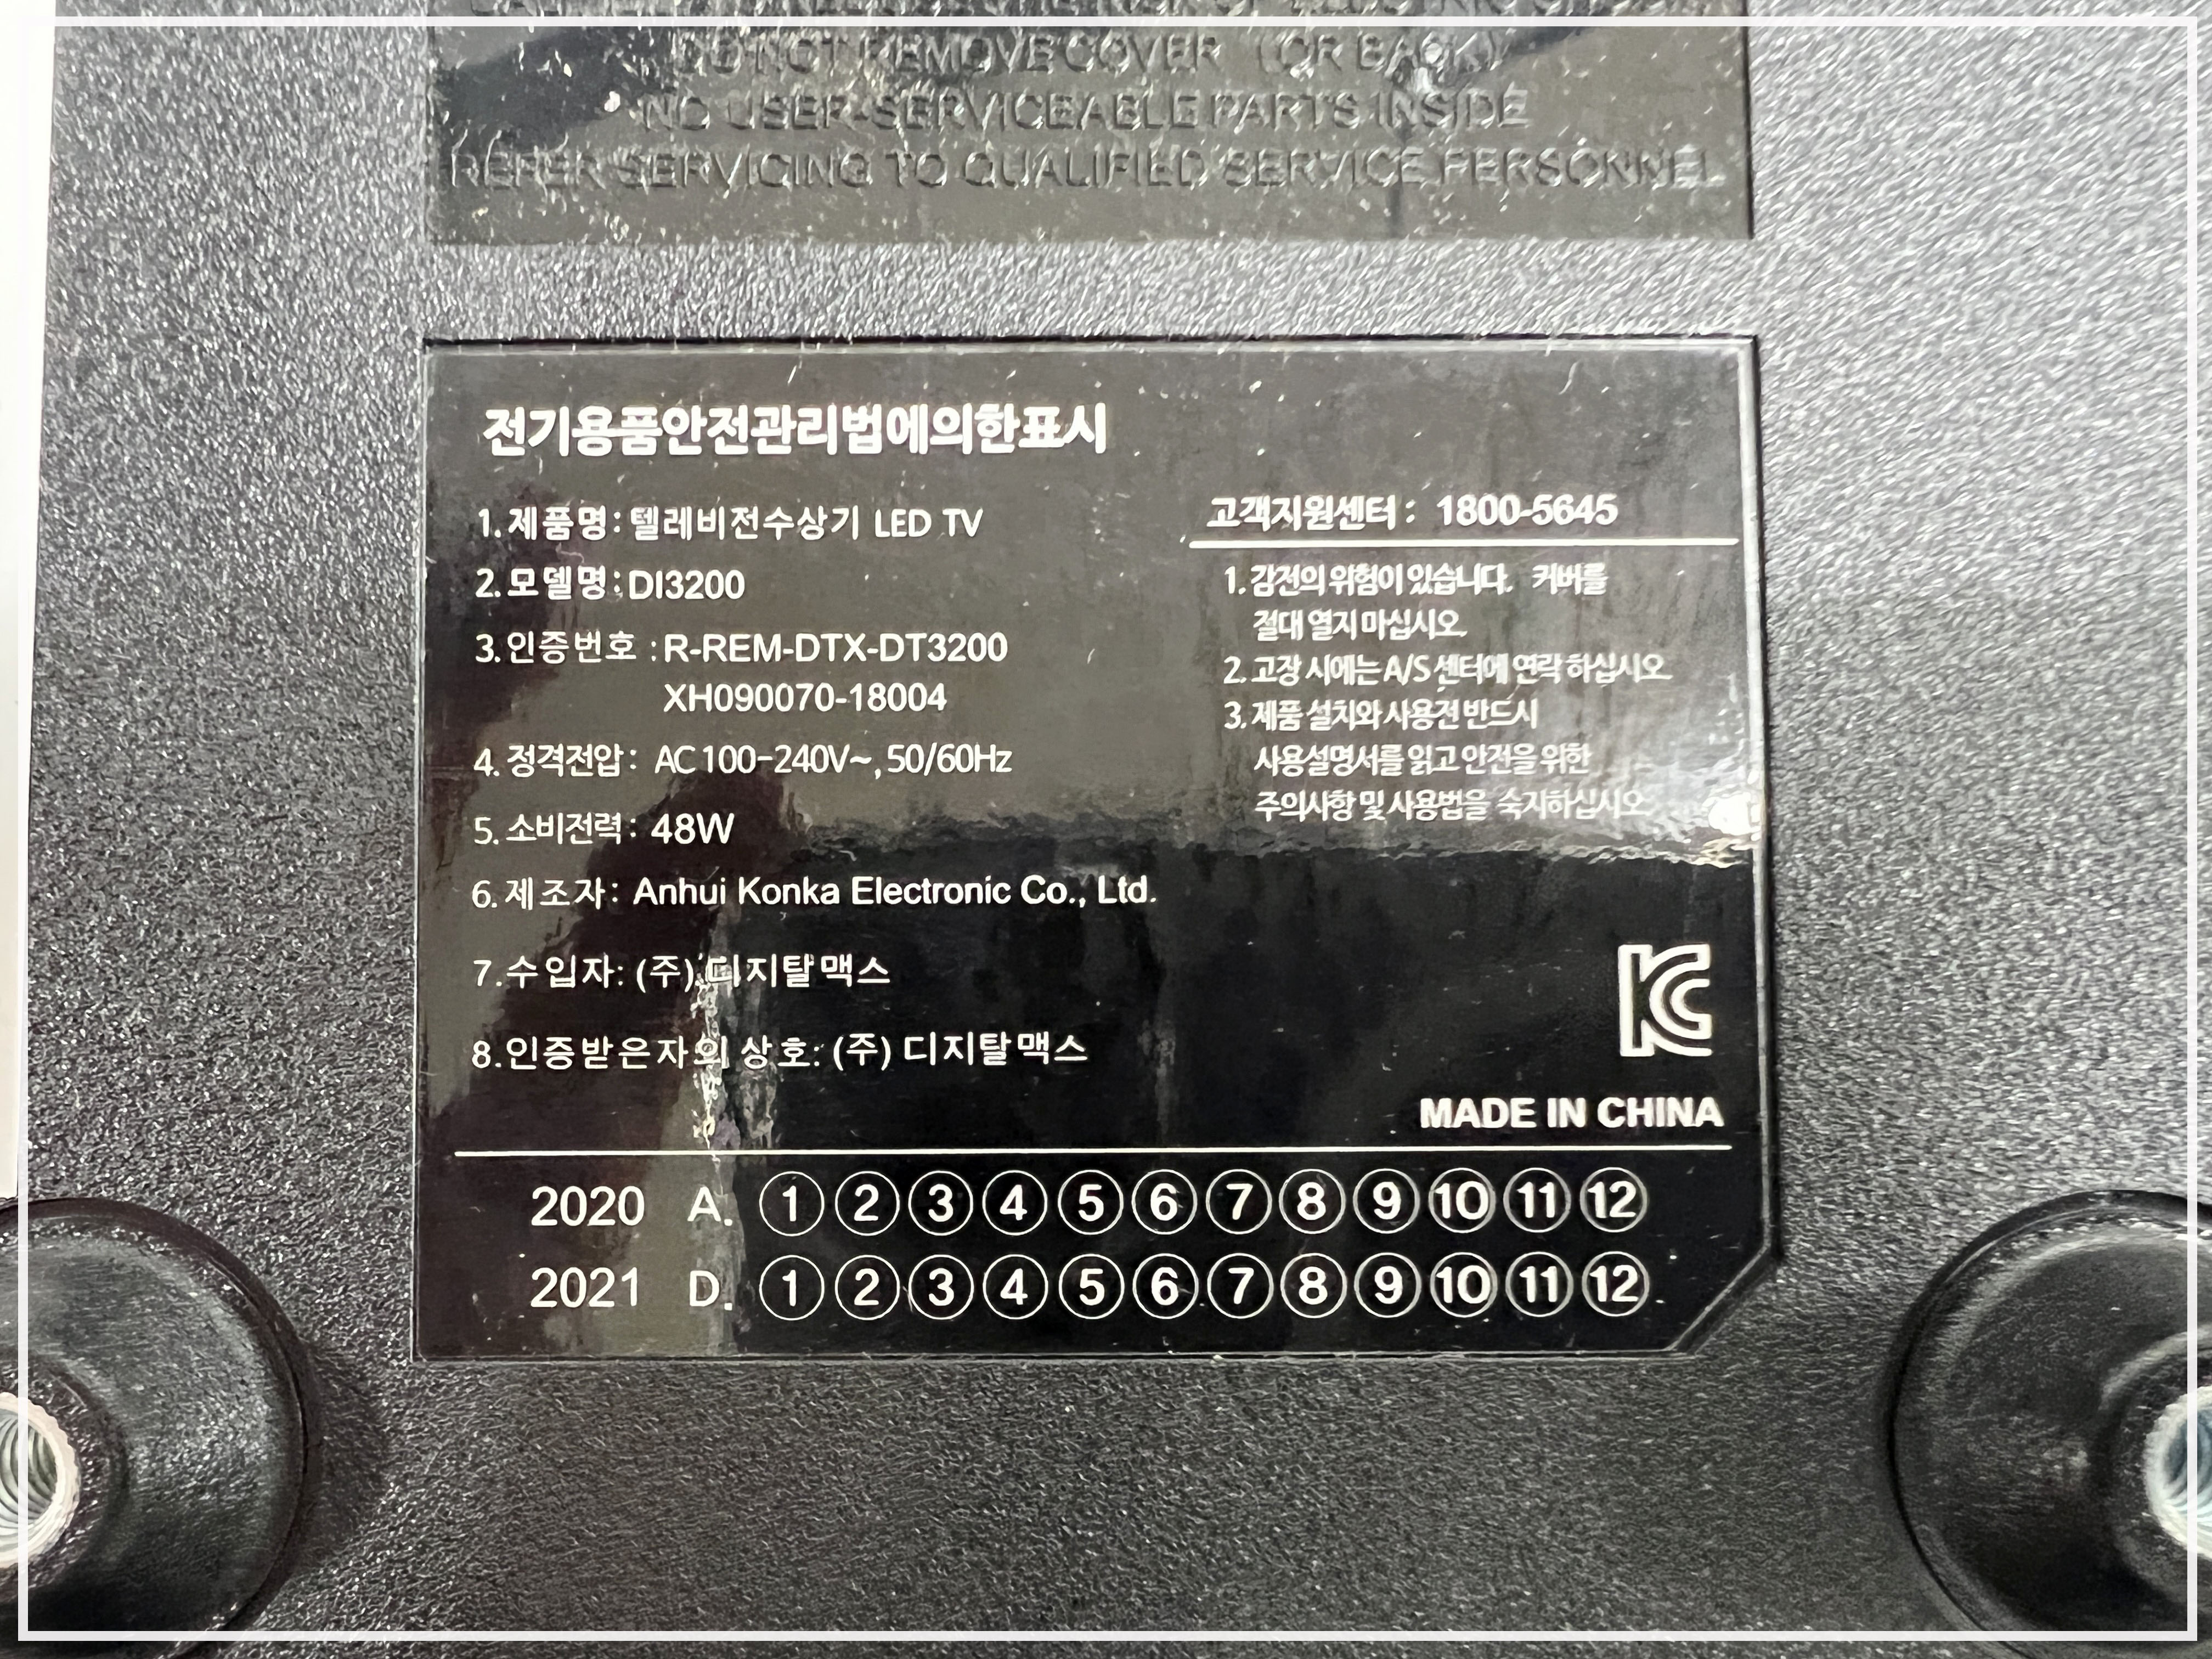 DO NOT REMOVE COVER (OR BACK)
NO USER-SERVICEABLE PARTS INSIDE
REFER SERVICING TO QUALIFIED SERVICE PERSONNEL
전기용품안전관리법에의한표시
1. 제품명: 텔레비전수상기 LED TV
2. 모델명: DI3200
3. 인증번호 : R-REM-DTX-DT3200
XH090070-18004
4. 정격전압: AC 100-240V~, 50/60Hz
5. 소비전력: 48W
6. 제조자: Anhui Konka Electronic Co., Ltd.
7. 수입자: (주) 디지탈맥스
8. 인증받은자의 상호: (주) 디지탈맥스
고객지원센터 : 1800-5645
1. 감전의 위험이 있습니다. 커버를
절대 열지 마십시오.
2. 고장 시에는 A/S 센터에 연락 하십시오.
3. 제품 설치와 사용전 반드시
사용설명서를 읽고 안전을 위한
주의사항 및 사용법을 숙지하십시오
KC
MADE IN CHINA
2020 A. 1 2 3 4 5 6 7 8 9 10 11 12
2021 D. 1 2 3 4 5 6 7 8 9 10 11 12